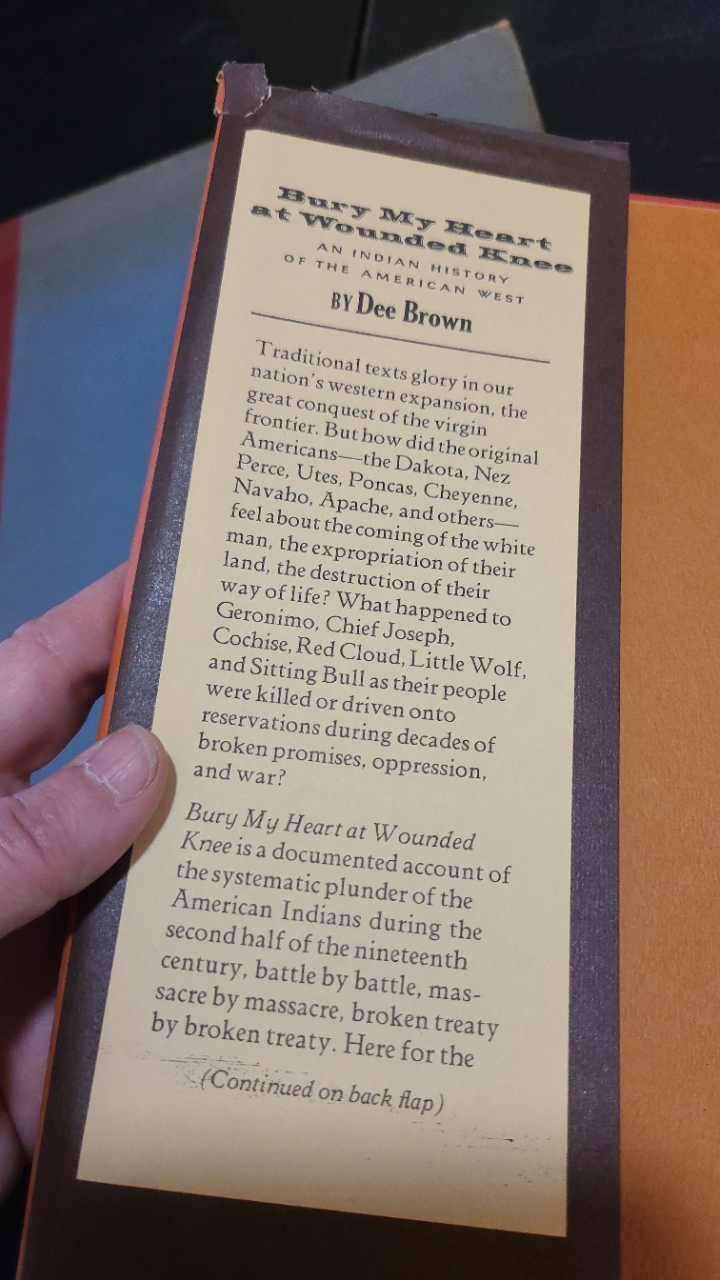 Bury My Heart
at Wounded Knee
AN INDIAN HISTORY
OF THE AMERICAN WEST
BY Dee Brown
Traditional texts glory in our
nation's western expansion, the
great conquest of the virgin
frontier. But how did the original
Americans—the Dakota, Nez
Perce, Utes, Poncas, Cheyenne,
Navaho, Apache, and others—
feel about the coming of the white
man, the expropriation of their
land, the destruction of their
way of life? What happened to
Geronimo, Chief Joseph,
Cochise, Red Cloud, Little Wolf,
and Sitting Bull as their people
were killed or driven onto
reservations during decades of
broken promises, oppression,
and war?
Bury My Heart at Wounded
Knee is a documented account of
the systematic plunder of the
American Indians during the
second half of the nineteenth
century, battle by battle, mas-
sacre by massacre, broken treaty
by broken treaty. Here for the
(Continued on back flap)